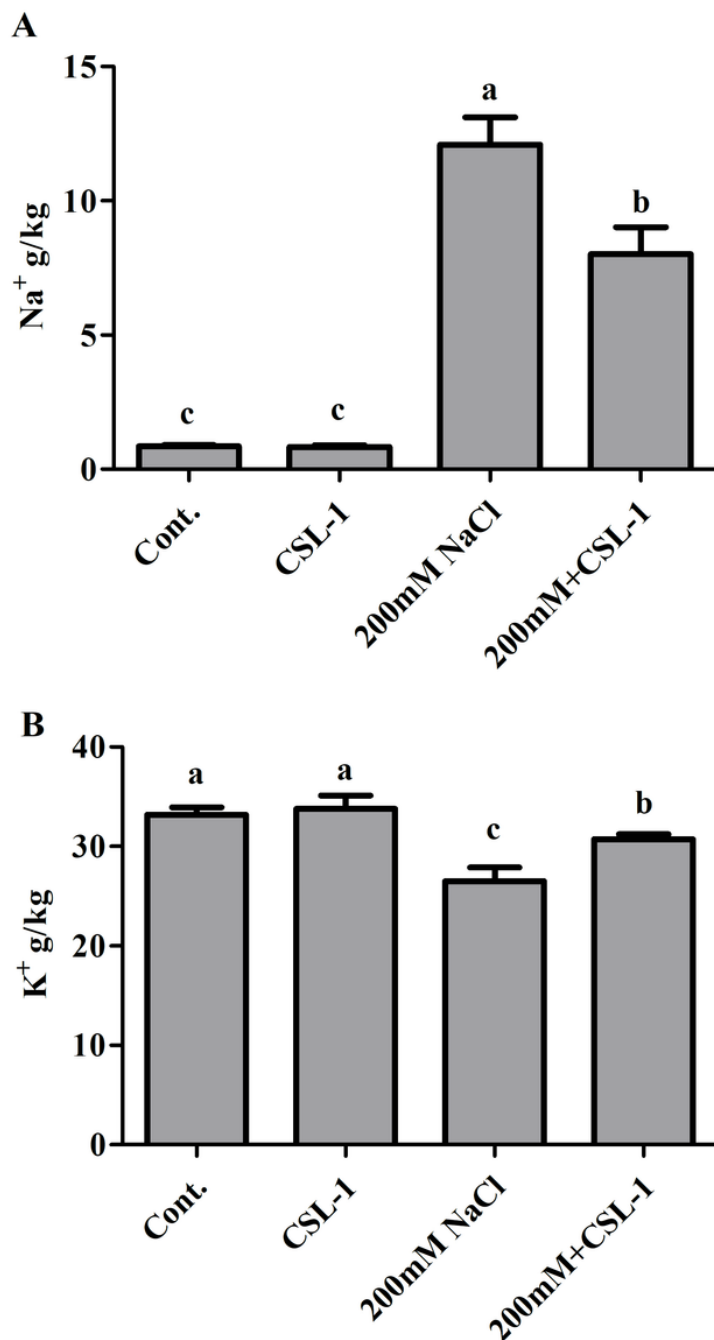 A
15
10
5
0
Na⁺ g/kg
c
c
a
b
Cont.
CSL-1
200mM NaCl
200mM+CSL-1
B
40
30
20
10
0
K⁺ g/kg
a
a
c
b
Cont.
CSL-1
200mM NaCl
200mM+CSL-1